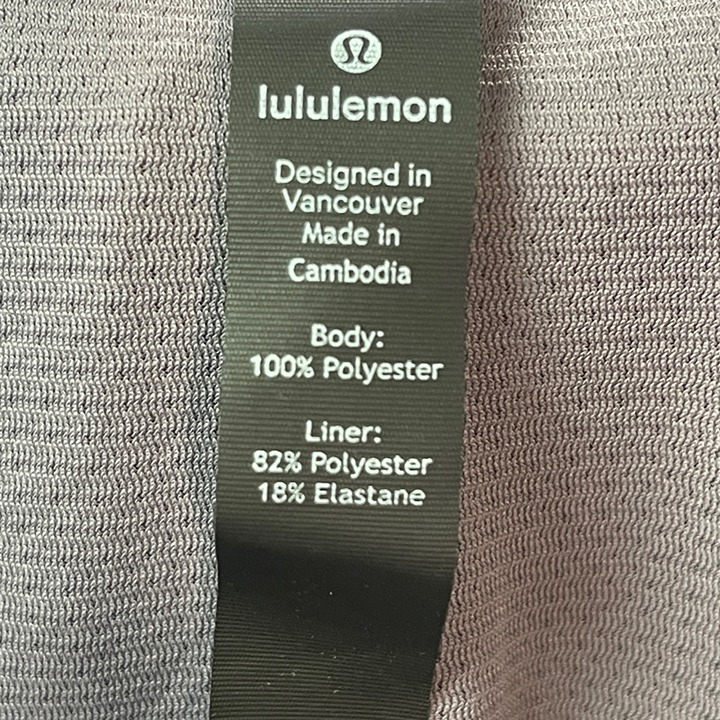 lululemon
Designed in
Vancouver
Made in
Cambodia
Body:
100% Polyester
Liner:
82% Polyester
18% Elastane